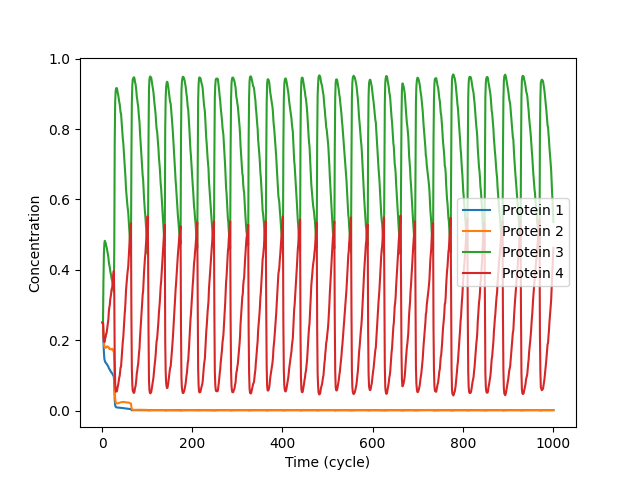 1.0
0.8
0.6
0.4
0.2
0.0
Concentration
0
200
400
600
800
1000
Time (cycle)
Protein 1
Protein 2
Protein 3
Protein 4